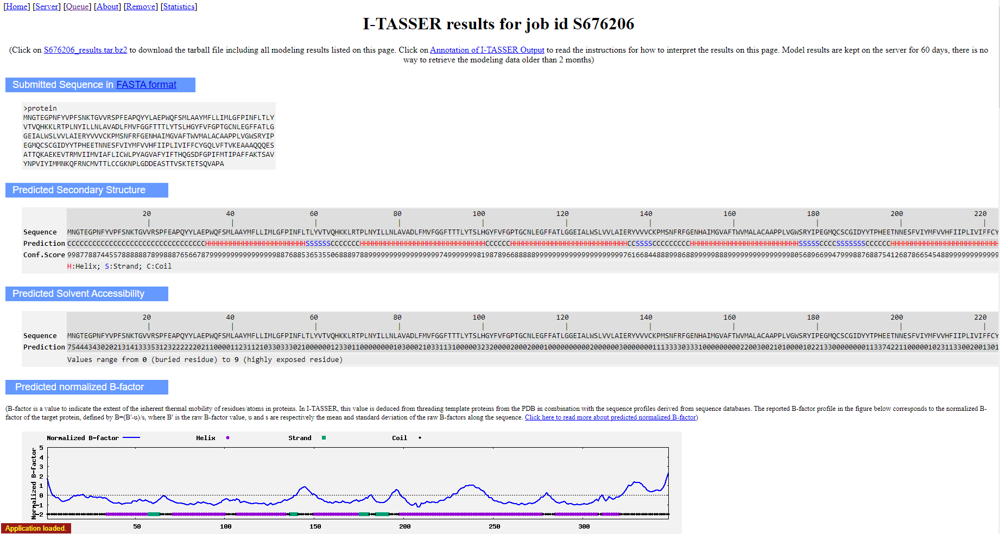 [Home] [Server] [Queue] [About] [Remove] [Statistics]
I-TASSER results for job id S676206
(Click on S676206_results.tar.bz2 to download the tarball file including all modeling results listed on this page. Click on Annotation of I-TASSER Output to read the instructions for how to interpret the results on this page. Model results are kept on the server for 60 days, there is no
way to retrieve the modeling data older than 2 months)
Submitted Sequence in FASTA format
>protein
MNGTEGPNFYVPFSNKTGVVRSPFEAPQYYLAEPWQFSMLAAYMFLLIMLGFPINFLTLY
VTVQHKKLRTPLNYILLNLAVADLFMVFGGFTTTLYTSLHGYFVFGPTGCNLEGFFATLG
GEIALWSLVVLAIERYVVVCKPMSNFRFGENHAIMGVAFTWVMALACAAPPLVGWSRYIP
EGMQCSCGIDYYTPHEETNNESFVIYMFVVHFIIPLIVIFFCYGQLVFTVKEAAAQQQES
ATTQKAEKEVTRMVIIMVIAFLICWLPYAGVAFYIFTHQGSDFGPIFMTIPAFFAKTSAV
YNPVIYIMMNKQFRNCMVTTLCCGKNPLGDDEASTTVSKTETSQVAPA
Predicted Secondary Structure
20 40 60 80 100 120 140 160 180 200 220
Sequence MNGTEGPNFYVPFSNKTGVVRSPFEAPQYYLAEPWQFSMLAAYMFLLIMLGFPINFLTLYVTVQHKKLRTPLNYILLNLAVADLFMVFGGFTTTLYTSLHGYFVFGPTGCNLEGFFATLGGEIALWSLVVLAIERYVVVCKPMSNFRFGENHAIMGVAFTWVMALACAAPPLVGWSRYIPEGMQCSCGIDYYTPHEETNNESFVIYMFVVHFIIPLIVIFFCY
Prediction
Conf.Score
H:Helix; S:Strand; C:Coil
Predicted Solvent Accessibility
20 40 60 80 100 120 140 160 180 200 220
Sequence MNGTEGPNFYVPFSNKTGVVRSPFEAPQYYLAEPWQFSMLAAYMFLLIMLGFPINFLTLYVTVQHKKLRTPLNYILLNLAVADLFMVFGGFTTTLYTSLHGYFVFGPTGCNLEGFFATLGGEIALWSLVVLAIERYVVVCKPMSNFRFGENHAIMGVAFTWVMALACAAPPLVGWSRYIPEGMQCSCGIDYYTPHEETNNESFVIYMFVVHFIIPLIVIFFCY
Prediction
Values range from 0 (buried residue) to 9 (highly exposed residue)
Predicted normalized B-factor
(B-factor is a value to indicate the extent of the inherent thermal mobility of residues/atoms in proteins. In I-TASSER, this value is deduced from threading template proteins from the PDB in combination with the sequence profiles derived from sequence databases. The reported B-factor profile in the figure below corresponds to the normalized B-
factor of the target protein, defined by B=(B'-u)/s, where B' is the raw B-factor value, u and s are respectively the mean and standard deviation of the raw B-factors along the sequence. Click here to read more about predicted normalized B-factor)
Normalized B-factor Helix Strand Coil
Normalized B-factor
5
4
3
2
1
0
-1
-2
50 100 150 200 250 300
Application loaded.